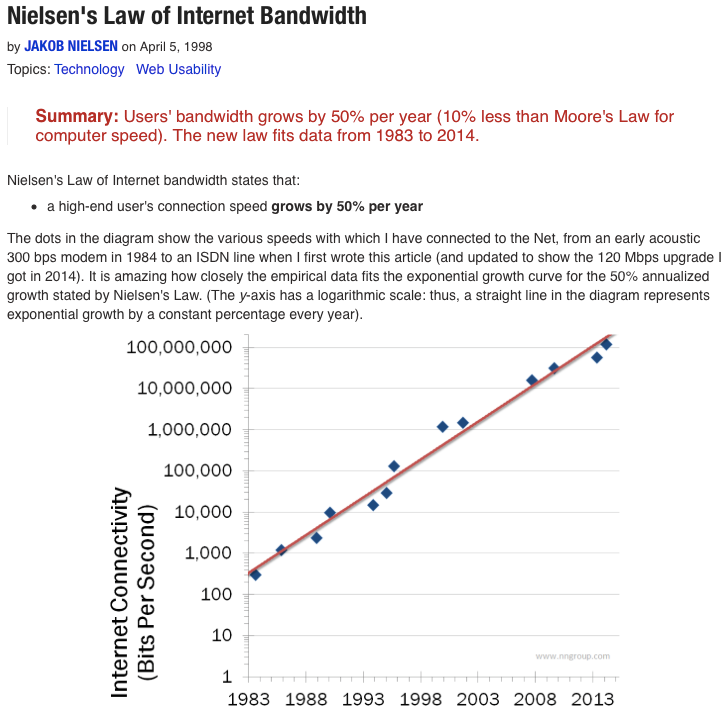 Nielsen's Law of Internet Bandwidth
by JAKOB NIELSEN on April 5, 1998
Topics: Technology Web Usability
Summary: Users' bandwidth grows by 50% per year (10% less than Moore's Law for
computer speed). The new law fits data from 1983 to 2014.
Nielsen's Law of Internet bandwidth states that:
• a high-end user's connection speed grows by 50% per year
The dots in the diagram show the various speeds with which I have connected to the Net, from an early acoustic
300 bps modem in 1984 to an ISDN line when I first wrote this article (and updated to show the 120 Mbps upgrade I
got in 2014). It is amazing how closely the empirical data fits the exponential growth curve for the 50% annualized
growth stated by Nielsen's Law. (The y-axis has a logarithmic scale: thus, a straight line in the diagram represents
exponential growth by a constant percentage every year).
Internet Connectivity
(Bits Per Second)
100,000,000
10,000,000
1,000,000
100,000
10,000
1,000
100
10
1
www.nngroup.com
1983 1988 1993 1998 2003 2008 2013